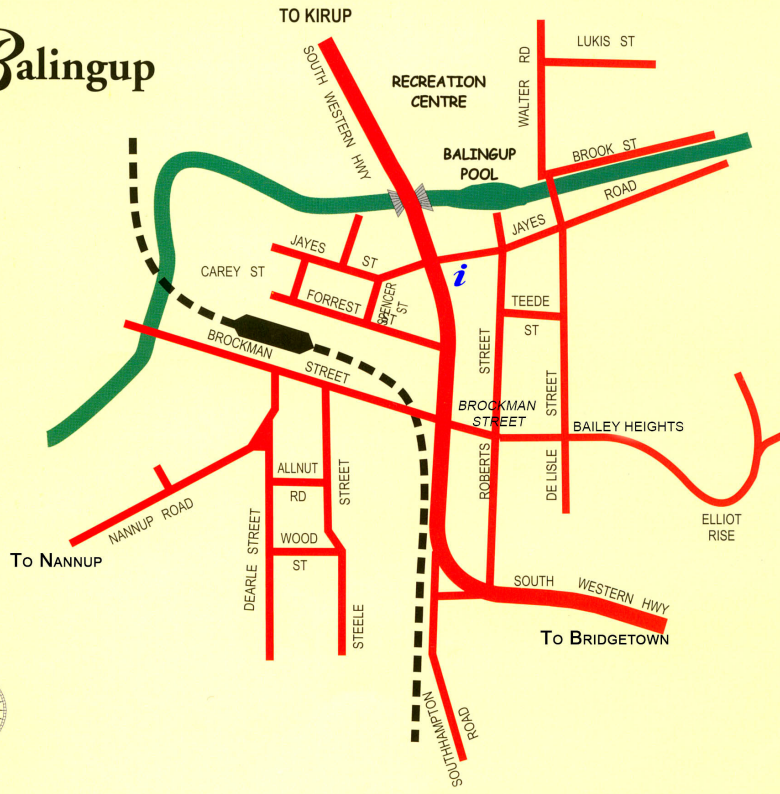 Balingup
TO KIRUP
SOUTH WESTERN HWY
RECREATION
CENTRE
WALTER RD
LUKIS ST
BALINGUP
POOL
BROOK ST
JAYES ROAD
JAYES ST
CAREY ST
FORREST ST
SPENCER ST
i
TEEDE
ST
BROCKMAN STREET
BROCKMAN
STREET
ROBERTS STREET
DE LISLE STREET
BAILEY HEIGHTS
ELLIOT
RISE
NANNUP ROAD
TO NANNUP
ALLNUT
RD
WOOD
ST
DEARLE STREET
STEELE STREET
SOUTH WESTERN HWY
TO BRIDGETOWN
SOUTHHAMPTON
ROAD